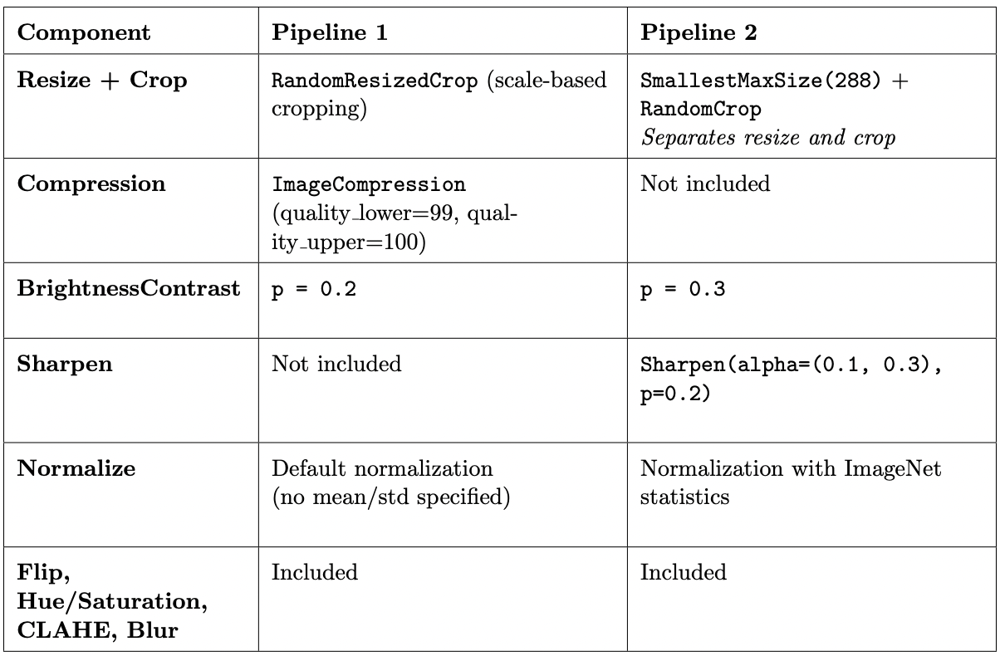 Component Pipeline 1 Pipeline 2
Resize + Crop
RandomResizedCrop (scale-based
cropping)
SmallestMaxSize(288) +
RandomCrop
Separates resize and crop
Compression
ImageCompression
(quality_lower=99, qual-
ity_upper=100)
Not included
BrightnessContrast
p = 0.2
p = 0.3
Sharpen
Not included
Sharpen(alpha=(0.1, 0.3),
p=0.2)
Normalize
Default normalization
(no mean/std specified)
Normalization with ImageNet
statistics
Flip,
Hue/Saturation,
CLAHE, Blur
Included
Included